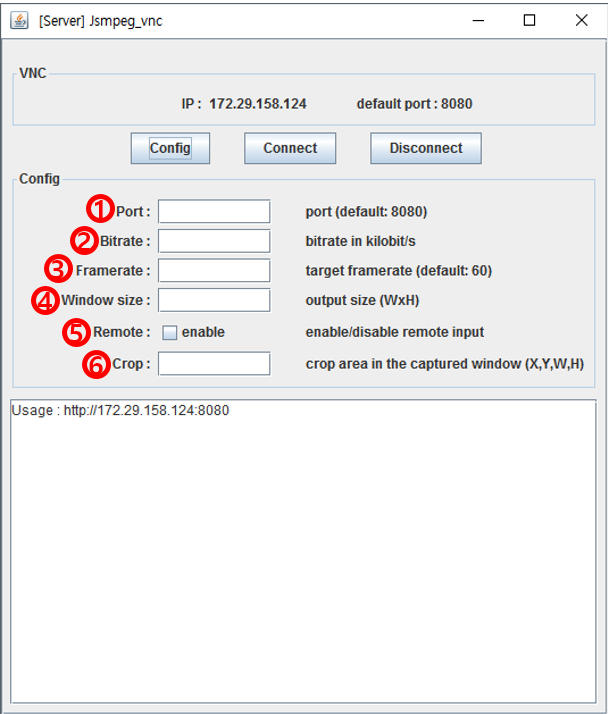 [Server] Jsmpeg_vnc
VNC
IP : 172.29.158.124 default port : 8080
Config Connect Disconnect
Config
① Port : port (default: 8080)
② Bitrate : bitrate in kilobit/s
③ Framerate : target framerate (default: 60)
④ Window size : output size (WxH)
⑤ Remote : enable enable/disable remote input
⑥ Crop : crop area in the captured window (X,Y,W,H)
Usage : http://172.29.158.124:8080